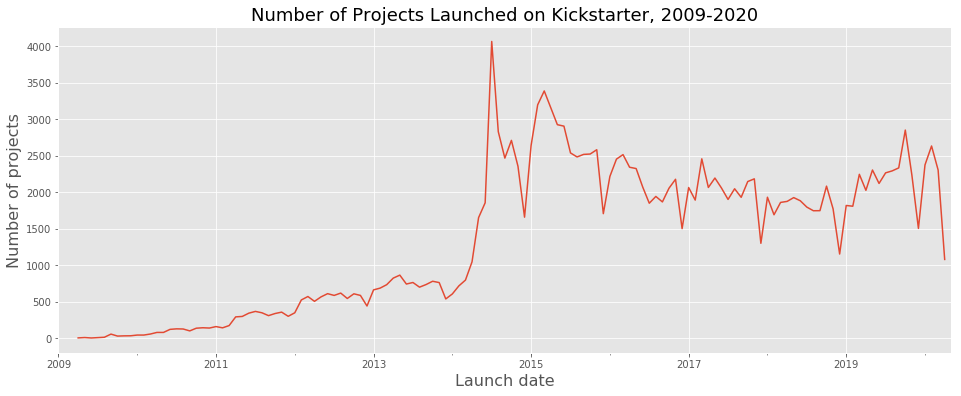 Number of Projects Launched on Kickstarter, 2009-2020
Number of projects
4000
3500
3000
2500
2000
1500
1000
500
0
2009 2011 2013 2015 2017 2019
Launch date